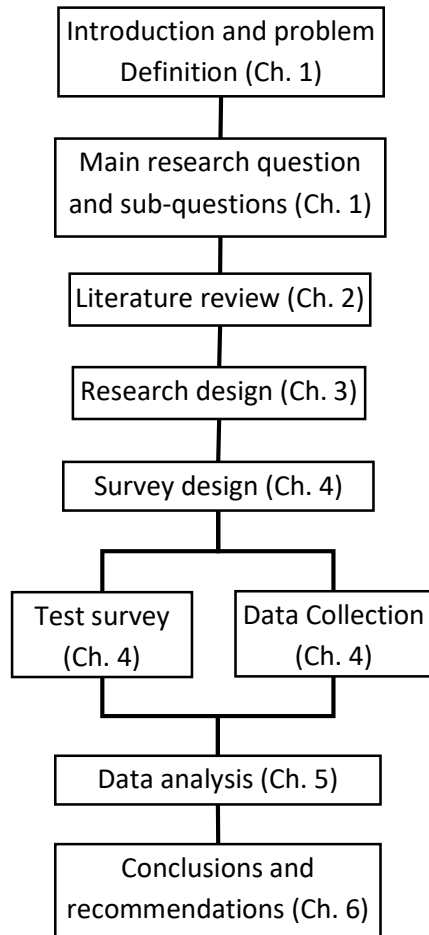 Introduction and problem
Definition (Ch. 1)
Main research question
and sub-questions (Ch. 1)
Literature review (Ch. 2)
Research design (Ch. 3)
Survey design (Ch. 4)
Test survey
(Ch. 4)
Data Collection
(Ch. 4)
Data analysis (Ch. 5)
Conclusions and
recommendations (Ch. 6)